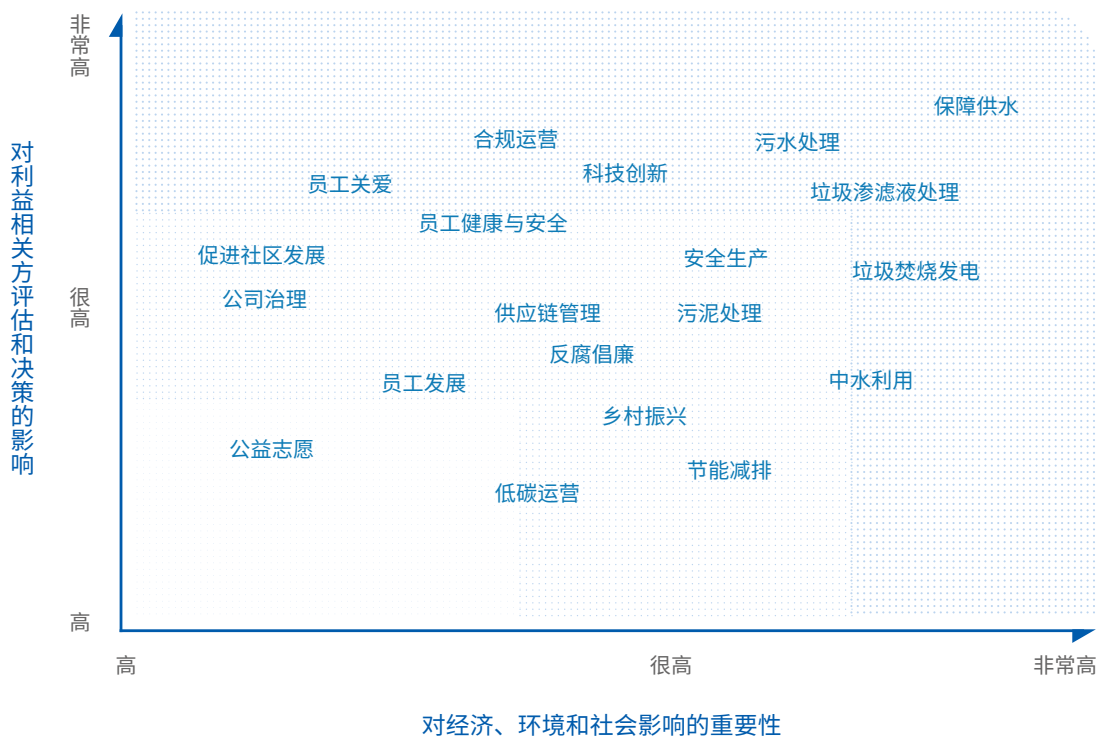 非常高
很高
高
对利益相关方评估和决策的影响
保障供水
合规运营
污水处理
科技创新
员工关爱
垃圾渗滤液处理
员工健康与安全
促进社区发展
安全生产
垃圾焚烧发电
公司治理
供应链管理
污泥处理
反腐倡廉
员工发展
中水利用
乡村振兴
公益志愿
节能减排
低碳运营
高
很高
非常高
对经济、环境和社会影响的重要性